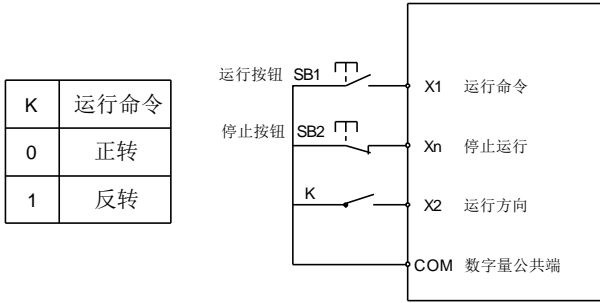 K 运行命令
0 正转
1 反转
运行按钮 SB1 X1 运行命令
停止按钮 SB2 Xn 停止运行
K X2 运行方向
COM 数字量公共端